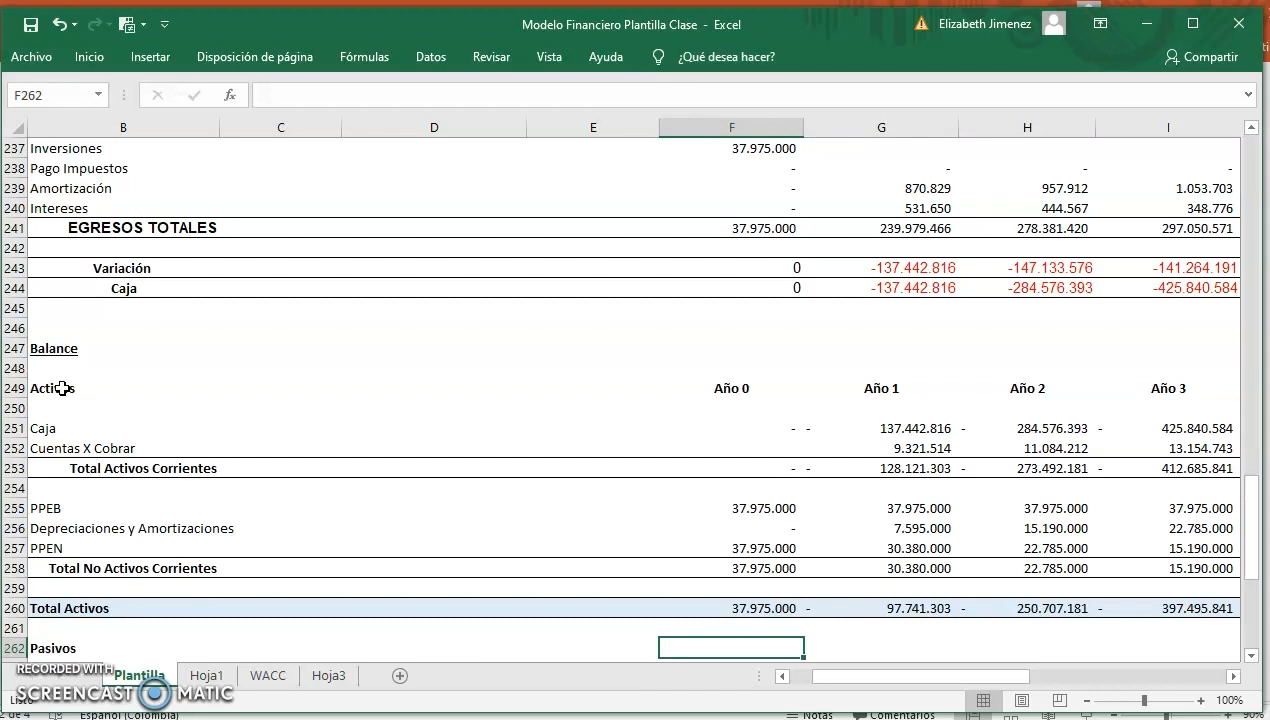 Modelo Financiero Plantilla Clase - Excel
Elizabeth Jimenez
Archivo Inicio Insertar Disposición de página Fórmulas Datos Revisar Vista Ayuda ¿Qué desea hacer? Compartir
F262 fx
B C D E F G H I
237 Inversiones 37.975.000
238 Pago Impuestos - - - -
239 Amortización - 870.829 957.912 1.053.703
240 Intereses - 531.650 444.567 348.776
241 EGRESOS TOTALES 37.975.000 239.979.466 278.381.420 297.050.571
242
243 Variación 0 -137.442.816 -147.133.576 -141.264.191
244 Caja 0 -137.442.816 -284.576.393 -425.840.584
245
246
247 Balance
248
249 Activos Año 0 Año 1 Año 2 Año 3
250
251 Caja - - 137.442.816 - 284.576.393 - 425.840.584
252 Cuentas X Cobrar 9.321.514 11.084.212 13.154.743
253 Total Activos Corrientes - - 128.121.303 - 273.492.181 - 412.685.841
254
255 PPEB 37.975.000 37.975.000 37.975.000 37.975.000
256 Depreciaciones y Amortizaciones - 7.595.000 15.190.000 22.785.000
257 PPEN 37.975.000 30.380.000 22.785.000 15.190.000
258 Total No Activos Corrientes 37.975.000 30.380.000 22.785.000 15.190.000
259
260 Total Activos 37.975.000 - 97.741.303 - 250.707.181 - 397.495.841
261
262 Pasivos
RECORDED WITH
Plantilla Hoja1 WACC Hoja3
SCREENCAST MATIC
Listo 100%
2 de 4 Español (Colombia) Notas Comentarios 90%